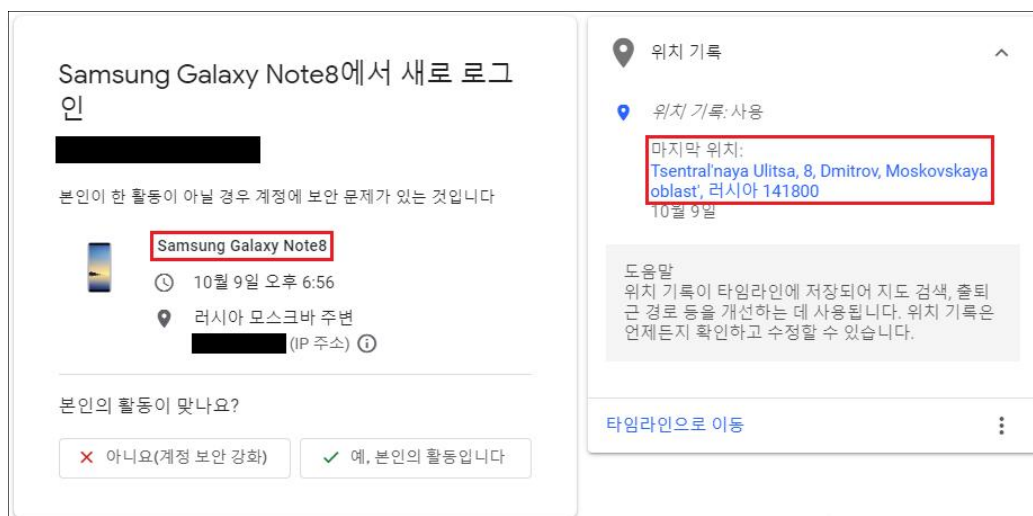 Samsung Galaxy Note8에서 새로 로그
인
본인이 한 활동이 아닐 경우 계정에 보안 문제가 있는 것입니다
Samsung Galaxy Note8
10월 9일 오후 6:56
러시아 모스크바 주변
(IP 주소)
본인의 활동이 맞나요?
아니요(계정 보안 강화)
예, 본인의 활동입니다
위치 기록
위치 기록: 사용
마지막 위치:
Tsentral'naya Ulitsa, 8, Dmitrov, Moskovskaya
oblast', 러시아 141800
10월 9일
도움말
위치 기록이 타임라인에 저장되어 지도 검색, 출퇴
근 경로 등을 개선하는 데 사용됩니다. 위치 기록은
언제든지 확인하고 수정할 수 있습니다.
타임라인으로 이동